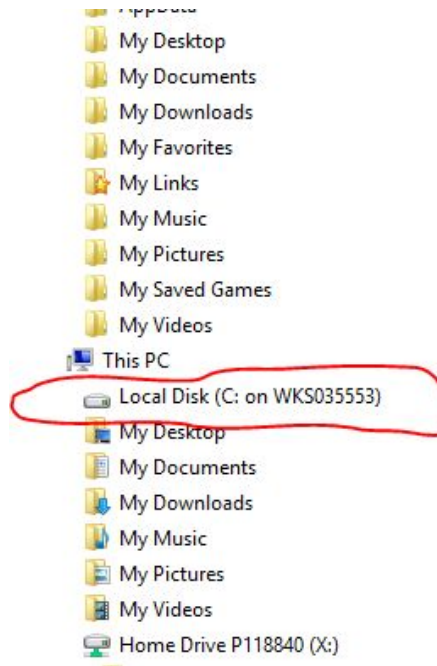 AppData
My Desktop
My Documents
My Downloads
My Favorites
My Links
My Music
My Pictures
My Saved Games
My Videos
This PC
Local Disk (C: on WKS035553)
My Desktop
My Documents
My Downloads
My Music
My Pictures
My Videos
Home Drive P118840 (X:)